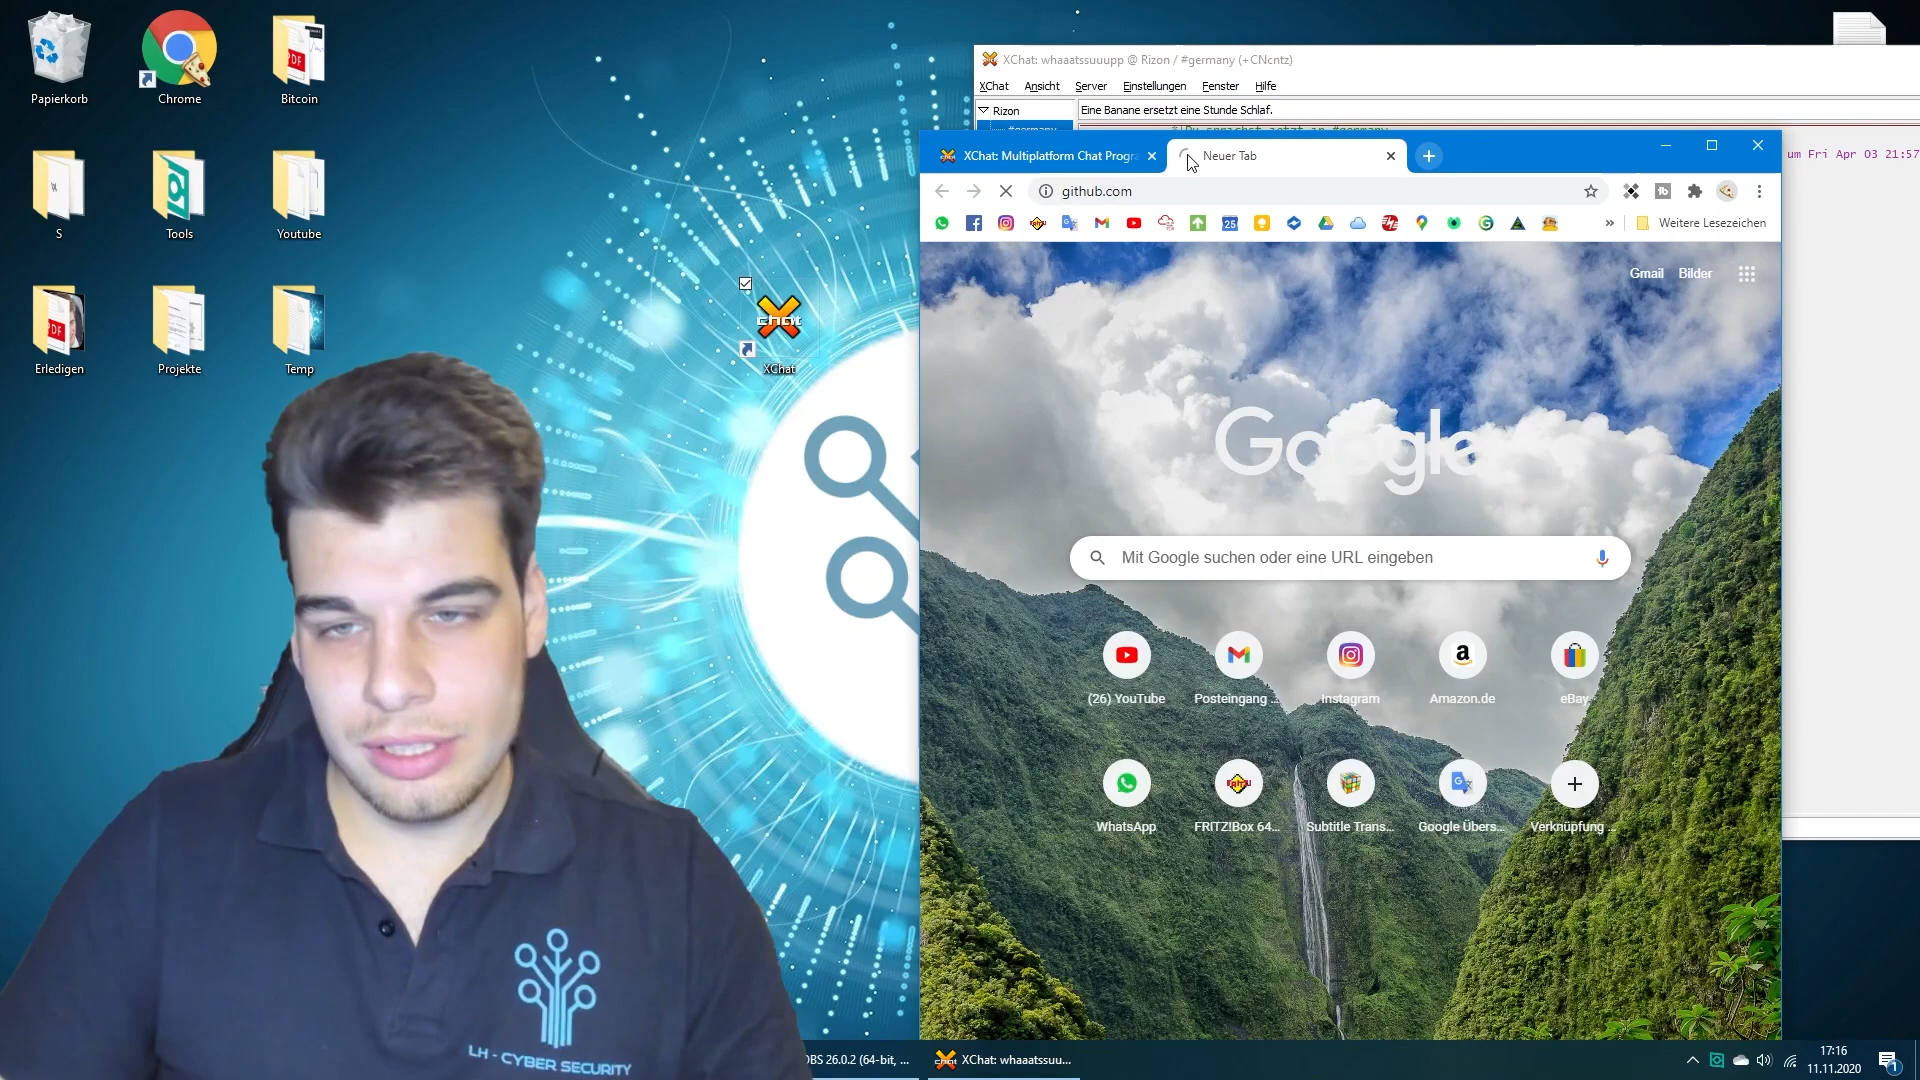 Papierkorb
Chrome
Bitcoin
S
Tools
Youtube
Erledigen
Projekte
Temp
chat
XChat
XChat: whaaatssuuupp @ Rizon / #germany (+CNcntz)
XChat Ansicht Server Einstellungen Fenster Hilfe
Rizon
Eine Banane ersetzt eine Stunde Schlaf.
um Fri Apr 03 21:57
XChat: Multiplatform Chat Progra
Neuer Tab
github.com
Weitere Lesezeichen
Gmail Bilder
Google
Mit Google suchen oder eine URL eingeben
(26) YouTube
Posteingang ...
Instagram
Amazon.de
eBay
WhatsApp
FRITZ!Box 64...
Subtitle Trans...
Google Übers...
Verknüpfung ...
LH - CYBER SECURITY
OBS 26.0.2 (64-bit, ...
XChat: whaaatssuu...
17:16
11.11.2020
1